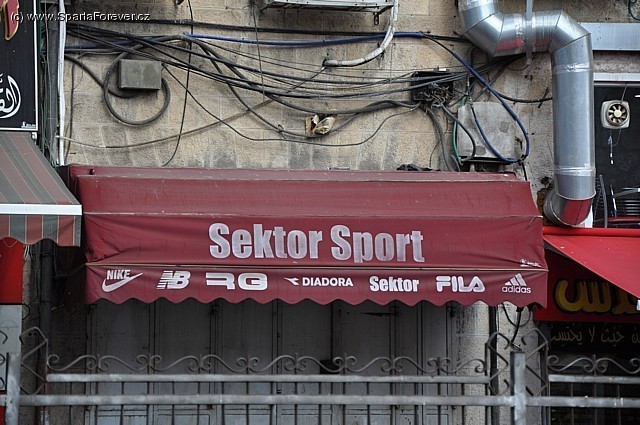 (c) www.SpartaForever.cz
Sektor Sport
NIKE NB RG DIADORA Sektor FILA adidas